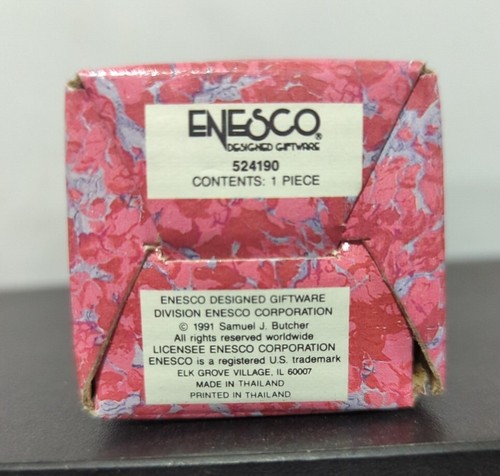 ENESCO®
DESIGNED GIFTWARE
524190
CONTENTS: 1 PIECE
ENESCO DESIGNED GIFTWARE
DIVISION ENESCO CORPORATION
© 1991 Samuel J. Butcher
All rights reserved worldwide
LICENSEE ENESCO CORPORATION
ENESCO is a registered U.S. trademark
ELK GROVE VILLAGE, IL 60007
MADE IN THAILAND
PRINTED IN THAILAND